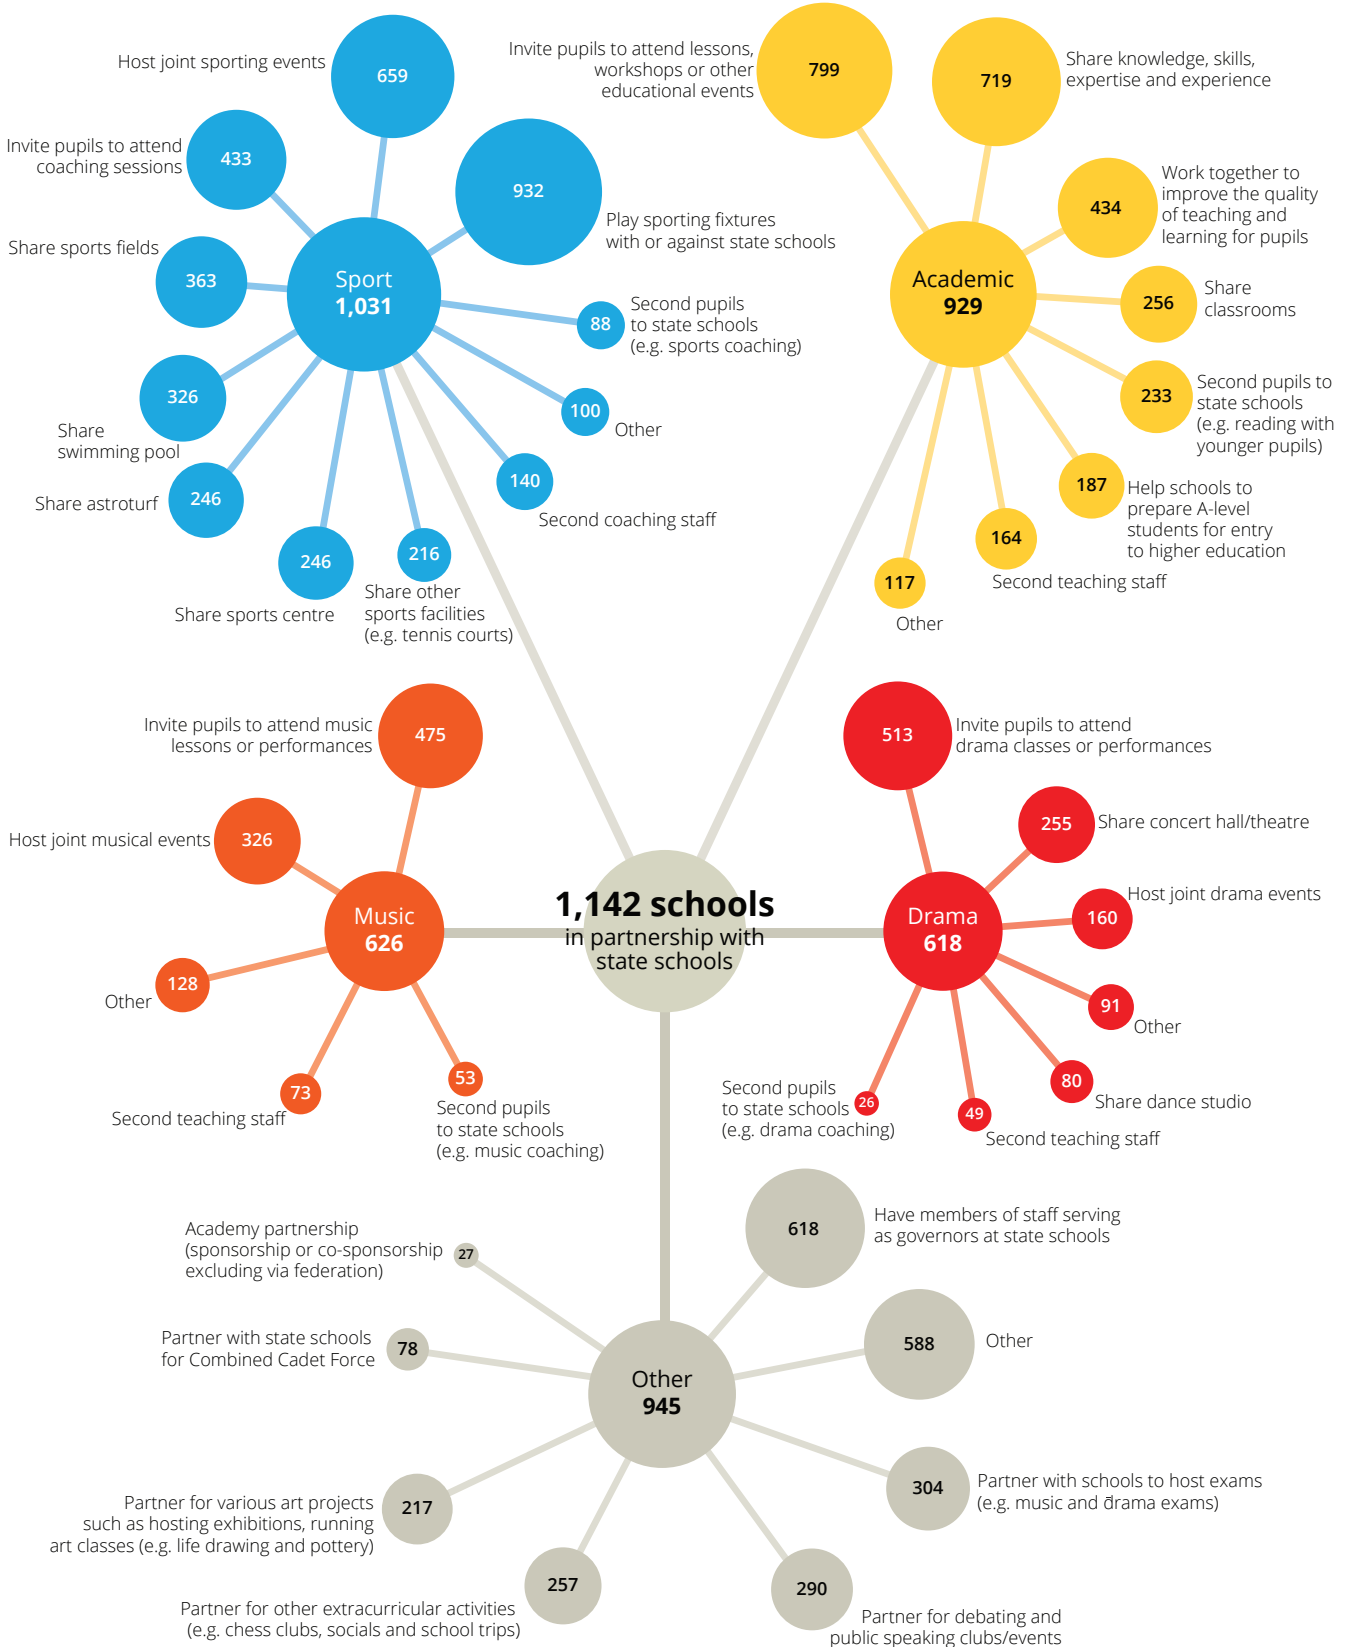 Host joint sporting events
659
Invite pupils to attend
coaching sessions
433
932
Play sporting fixtures
with or against state schools
Share sports fields
363
Sport
1,031
88
Second pupils
to state schools
(e.g. sports coaching)
326
Share
swimming pool
100
Other
Share astroturf
246
140
Second coaching staff
246
Share sports centre
216
Share other
sports facilities
(e.g. tennis courts)
Invite pupils to attend lessons,
workshops or other
educational events
799
719
Share knowledge, skills,
expertise and experience
434
Work together to
improve the quality
of teaching and
learning for pupils
Academic
929
256
Share
classrooms
233
Second pupils to
state schools
(e.g. reading with
younger pupils)
187
Help schools to
prepare A-level
students for entry
to higher education
164
Second teaching staff
117
Other
Invite pupils to attend music
lessons or performances
475
Host joint musical events
326
Music
626
Other
128
73
Second teaching staff
53
Second pupils
to state schools
(e.g. music coaching)
1,142 schools
in partnership with
state schools
513
Invite pupils to attend
drama classes or performances
255
Share concert hall/theatre
Drama
618
160
Host joint drama events
91
Other
80
Share dance studio
49
Second teaching staff
Second pupils
to state schools
(e.g. drama coaching)
26
Academy partnership
(sponsorship or co-sponsorship
excluding via federation)
27
618
Have members of staff serving
as governors at state schools
Partner with state schools
for Combined Cadet Force
78
588
Other
Other
945
304
Partner with schools to host exams
(e.g. music and drama exams)
Partner for various art projects
such as hosting exhibitions, running
art classes (e.g. life drawing and pottery)
217
257
Partner for other extracurricular activities
(e.g. chess clubs, socials and school trips)
290
Partner for debating and
public speaking clubs/events